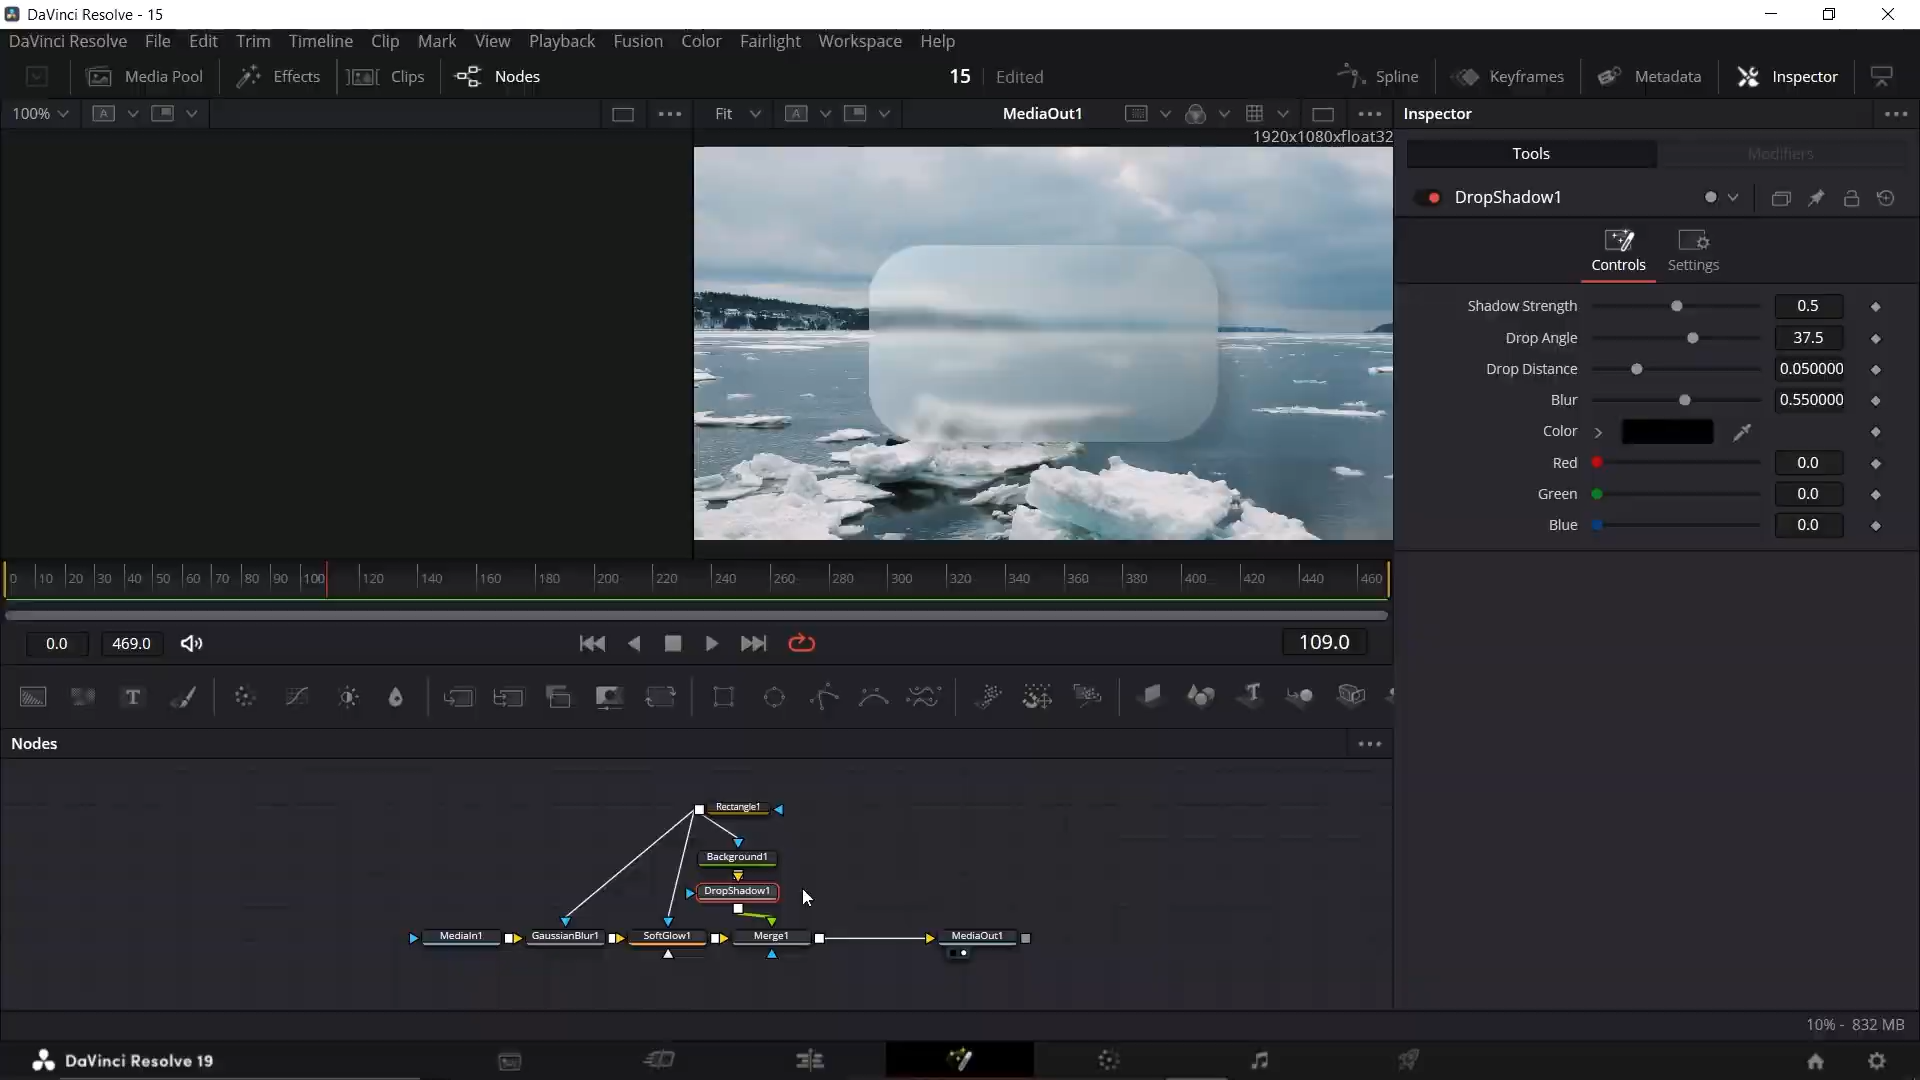 DaVinci Resolve - 15
DaVinci Resolve File Edit Trim Timeline Clip Mark View Playback Fusion Color Fairlight Workspace Help
Media Pool Effects Clips Nodes 15 Edited Spline Keyframes Metadata Inspector
100% A Fit A MediaOut1 Inspector
1920x1080xfloat32
Tools Modifiers
DropShadow1
Controls Settings
Shadow Strength 0.5
Drop Angle 37.5
Drop Distance 0.050000
Blur 0.550000
Color
Red 0.0
Green 0.0
Blue 0.0
0 10 20 30 40 50 60 70 80 90 100 120 140 160 180 200 220 240 260 280 300 320 340 360 380 400 420 440 460
0.0 469.0 109.0
T T
Nodes
Rectangle1
Background1
DropShadow1
MediaIn1 GaussianBlur1 SoftGlow1 Merge1 MediaOut1
10% - 832 MB
DaVinci Resolve 19